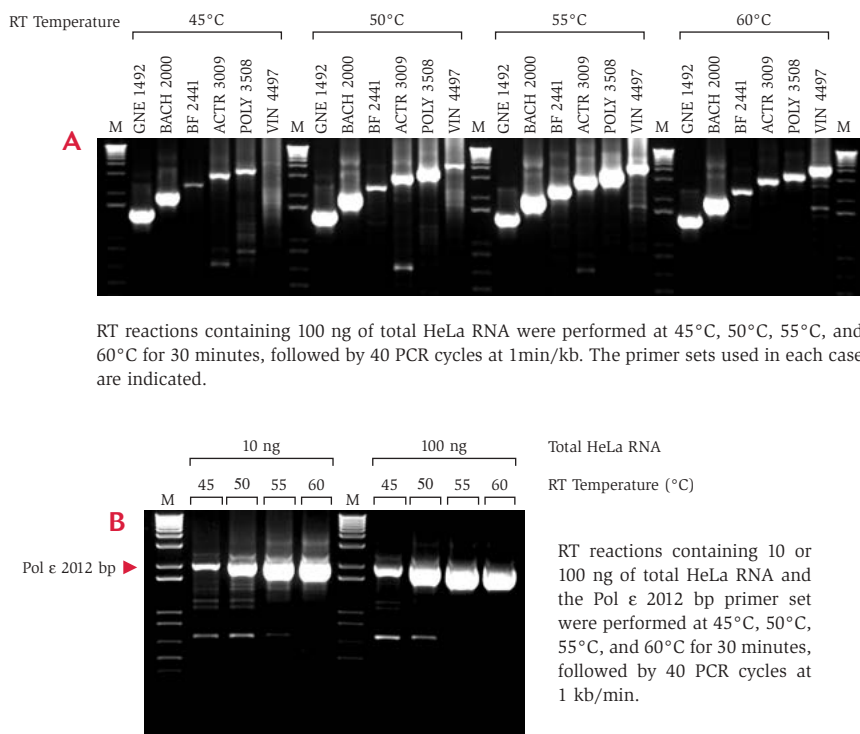 RT Temperature
45°C
50°C
55°C
60°C
M
GNE 1492
BACH 2000
BF 2441
ACTR 3009
POLY 3508
VIN 4497
M
GNE 1492
BACH 2000
BF 2441
ACTR 3009
POLY 3508
VIN 4497
M
GNE 1492
BACH 2000
BF 2441
ACTR 3009
POLY 3508
VIN 4497
M
GNE 1492
BACH 2000
BF 2441
ACTR 3009
POLY 3508
VIN 4497
M
A
RT reactions containing 100 ng of total HeLa RNA were performed at 45°C, 50°C, 55°C, and
60°C for 30 minutes, followed by 40 PCR cycles at 1min/kb. The primer sets used in each case
are indicated.
10 ng
100 ng
Total HeLa RNA
M
45
50
55
60
M
45
50
55
60
RT Temperature (°C)
B
Pol ε 2012 bp
RT reactions containing 10 or
100 ng of total HeLa RNA and
the Pol ε 2012 bp primer set
were performed at 45°C, 50°C,
55°C, and 60°C for 30 minutes,
followed by 40 PCR cycles at
1 kb/min.